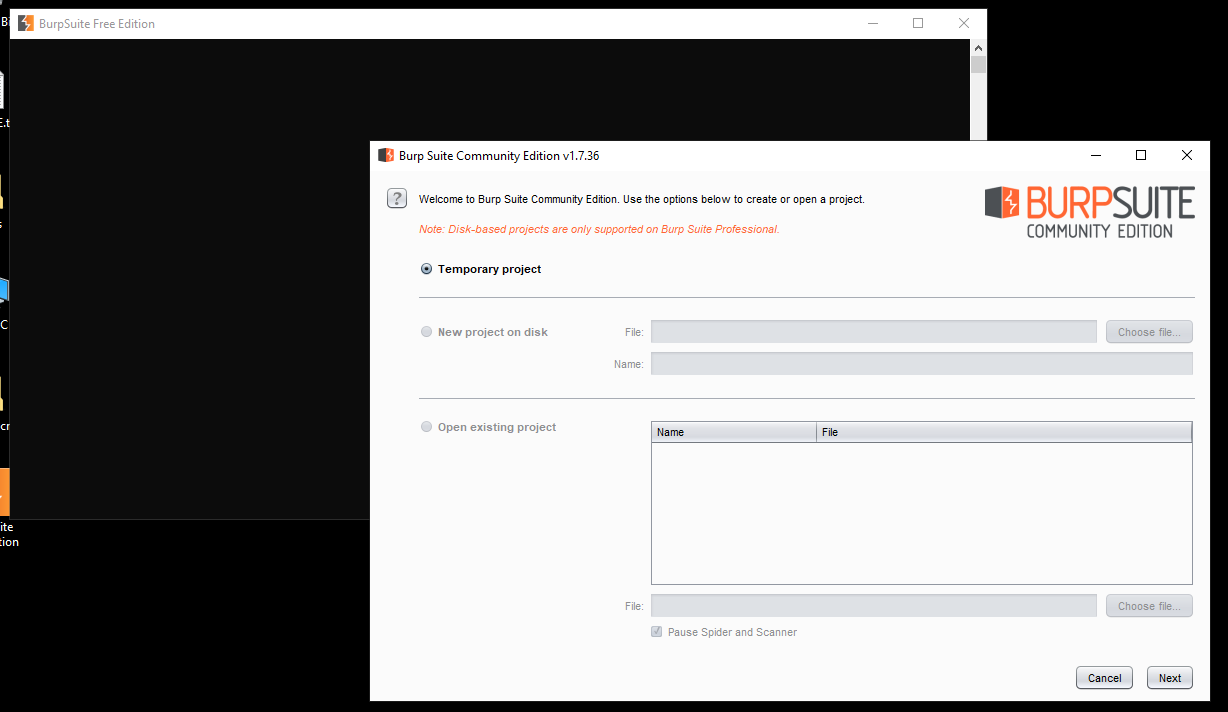 Bi
BurpSuite Free Edition
E.t
Burp Suite Community Edition v1.7.36
?
Welcome to Burp Suite Community Edition. Use the options below to create or open a project.
Note: Disk-based projects are only supported on Burp Suite Professional.
BURPSUITE
COMMUNITY EDITION
Temporary project
New project on disk
File:
Choose file...
Name:
Open existing project
Name
File
File:
Choose file...
Pause Spider and Scanner
Cancel
Next
s
C
cr
ite
tion